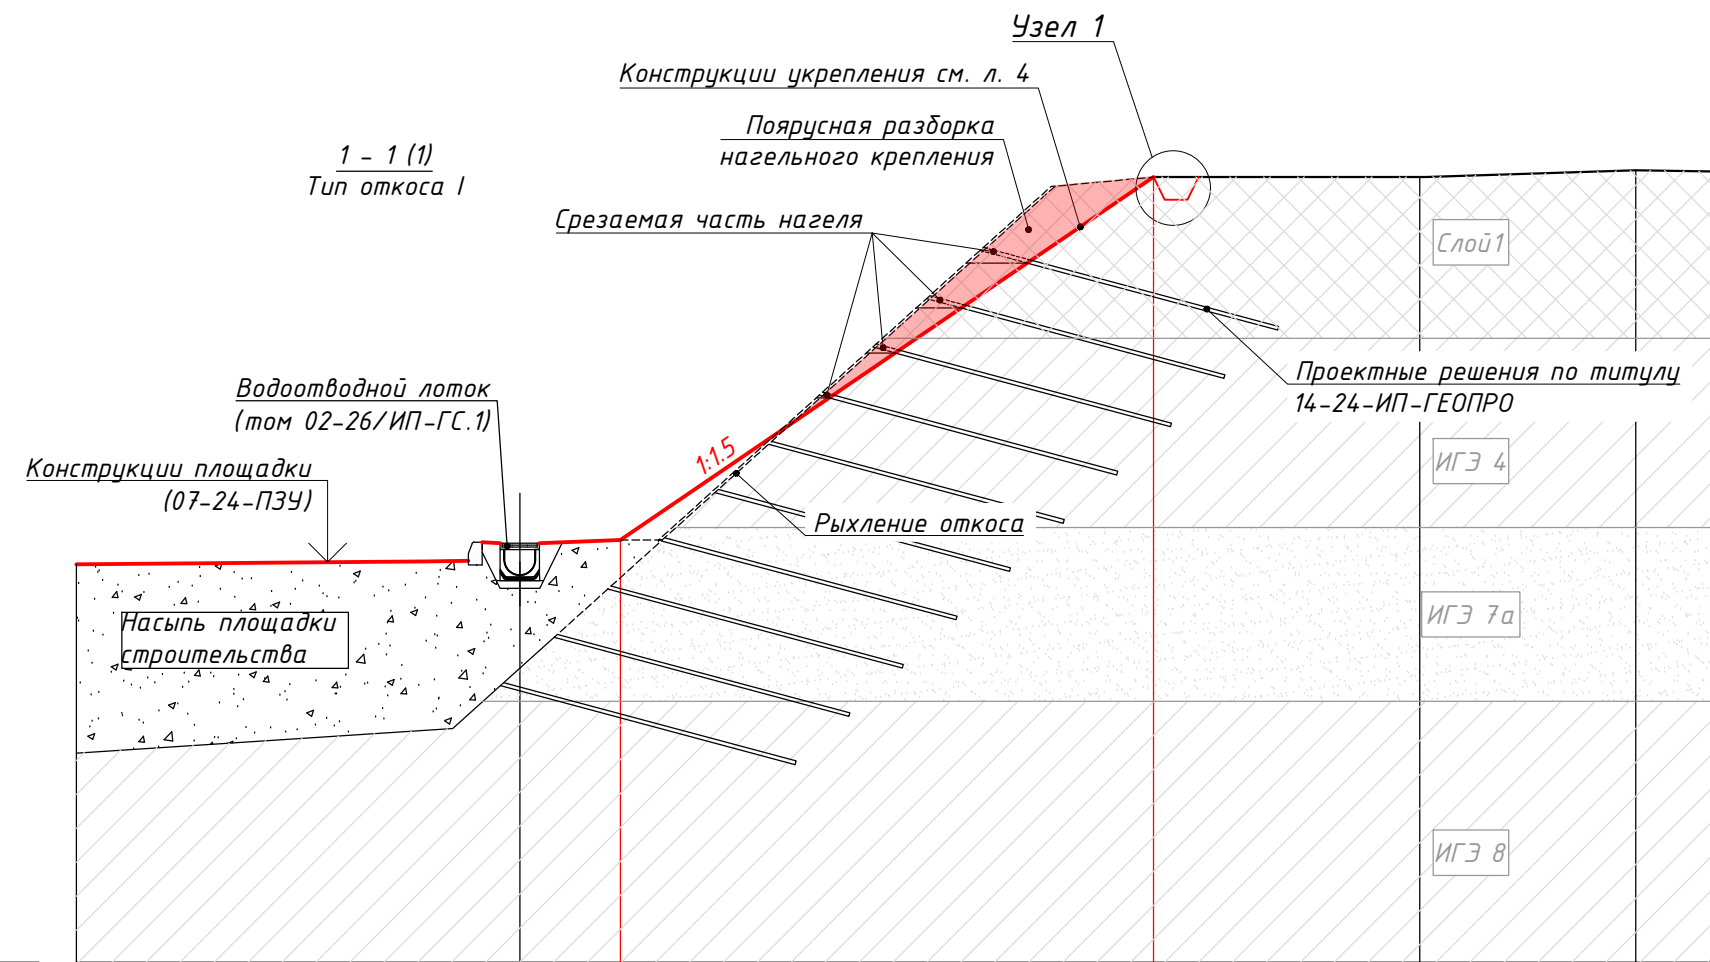 Узел 1
Конструкции укрепления см. л. 4
Поярусная разборка
нагельного крепления
1 - 1 (1)
Тип откоса I
Срезаемая часть нагеля
Слой1
Проектные решения по титулу
14-24-ИП-ГЕОПРО
Водоотводной лоток
(том 02-26/ИП-ГС.1)
1:1.5
ИГЭ 4
Конструкции площадки
(07-24-ПЗУ)
Рыхление откоса
Насыпь площадки
строительства
ИГЭ 7а
ИГЭ 8